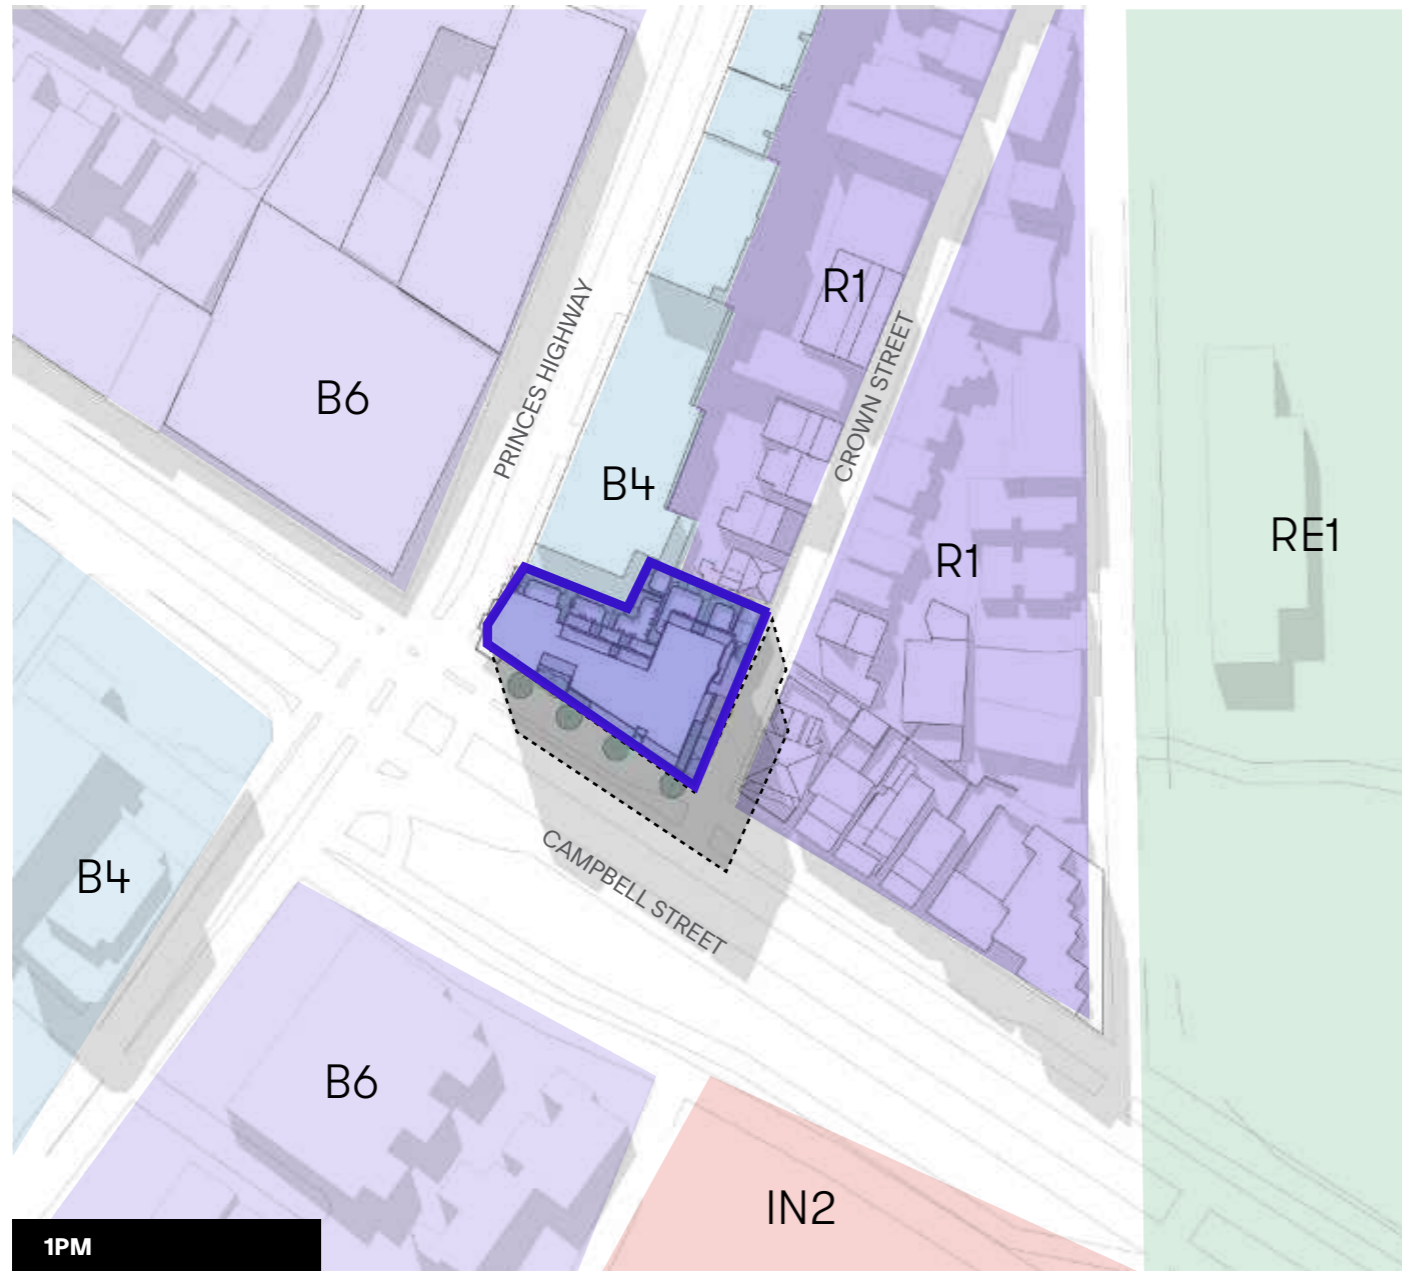 R1
PRINCES HIGHWAY
CROWN STREET
B6
B4
RE1
R1
CAMPBELL STREET
B4
B6
IN2
1PM